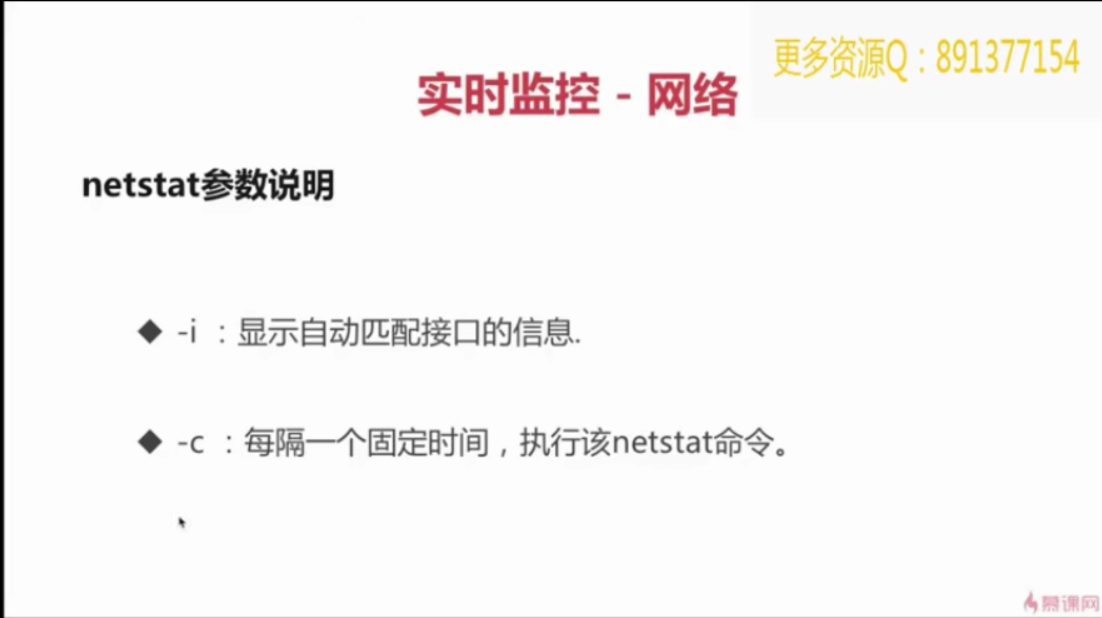 更多资源Q：891377154
实时监控 - 网络
netstat参数说明
◆ -i ：显示自动匹配接口的信息.
◆ -c ：每隔一个固定时间，执行该netstat命令。
慕课网